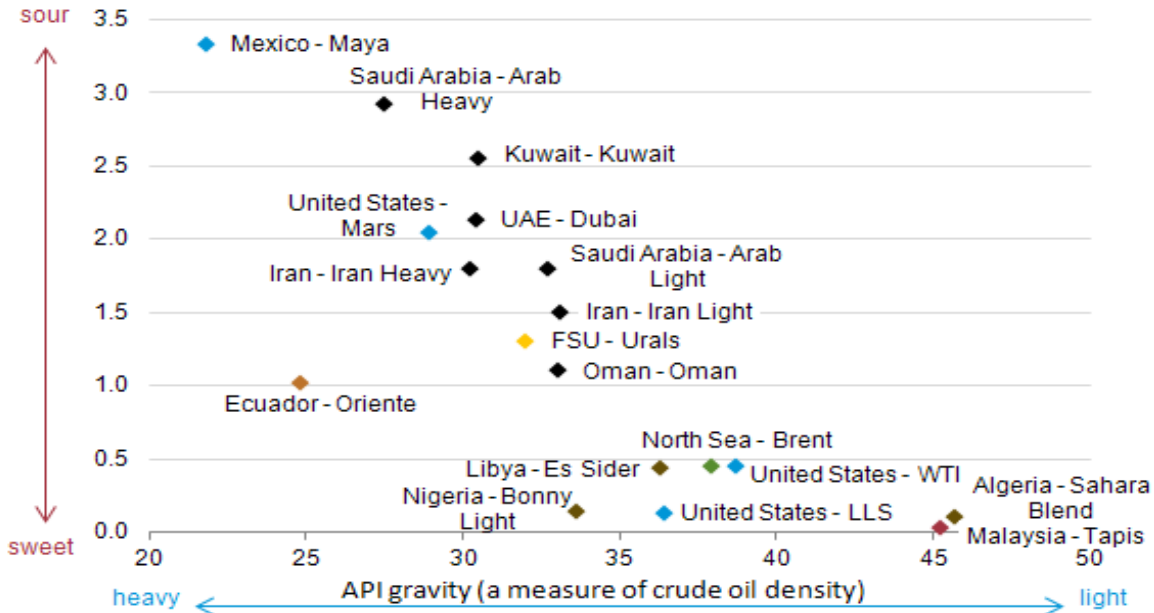 sour
3.5
Mexico - Maya
Saudi Arabia - Arab
Heavy
3.0
Kuwait - Kuwait
2.5
United States -
Mars
UAE - Dubai
2.0
Saudi Arabia - Arab
Light
Iran - Iran Heavy
1.5
Iran - Iran Light
FSU - Urals
Oman - Oman
1.0
Ecuador - Oriente
North Sea - Brent
0.5
Libya - Es Sider
United States - WTI
Nigeria - Bonny
Light
United States - LLS
Algeria - Sahara
Blend
Malaysia - Tapis
0.0
sweet
20 25 30 35 40 45 50
heavy
API gravity (a measure of crude oil density)
light